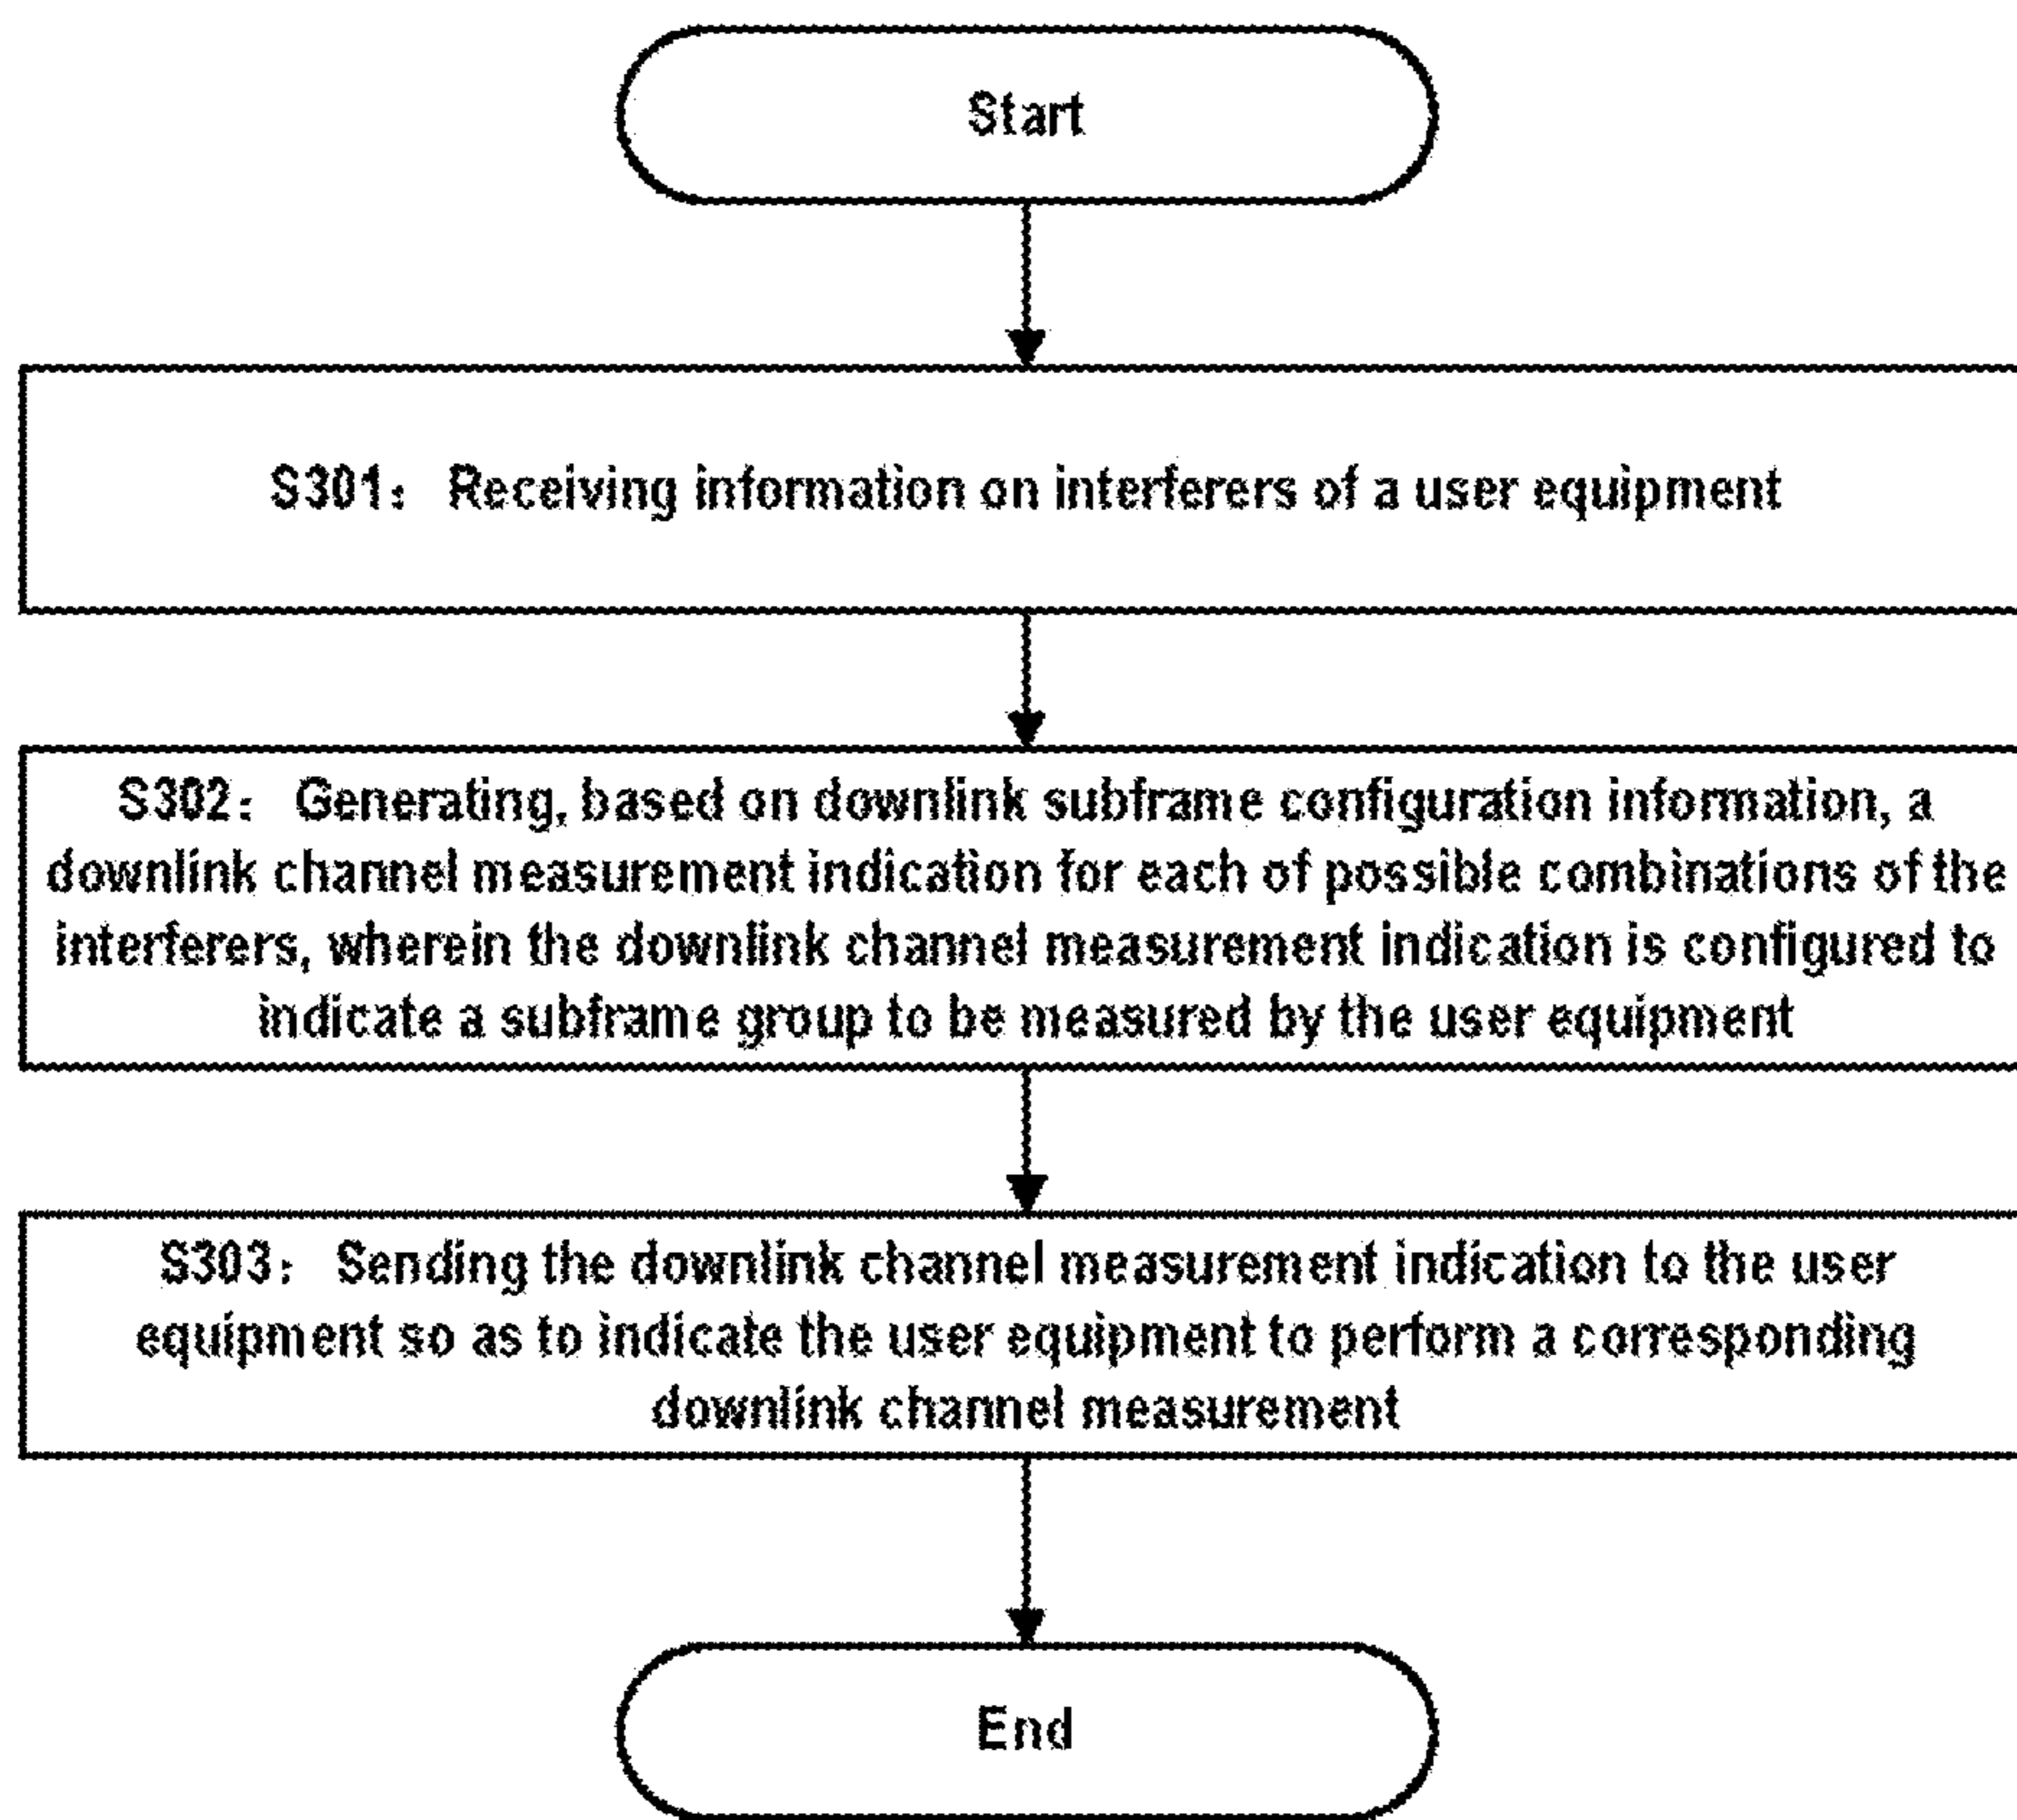 Start
S301: Receiving information on interferers of a user equipment
S302: Generating, based on downlink subframe configuration information, a
downlink channel measurement indication for each of possible combinations of the
interferers, wherein the downlink channel measurement indication is configured to
indicate a subframe group to be measured by the user equipment
S303: Sending the downlink channel measurement indication to the user
equipment so as to indicate the user equipment to perform a corresponding
downlink channel measurement
End